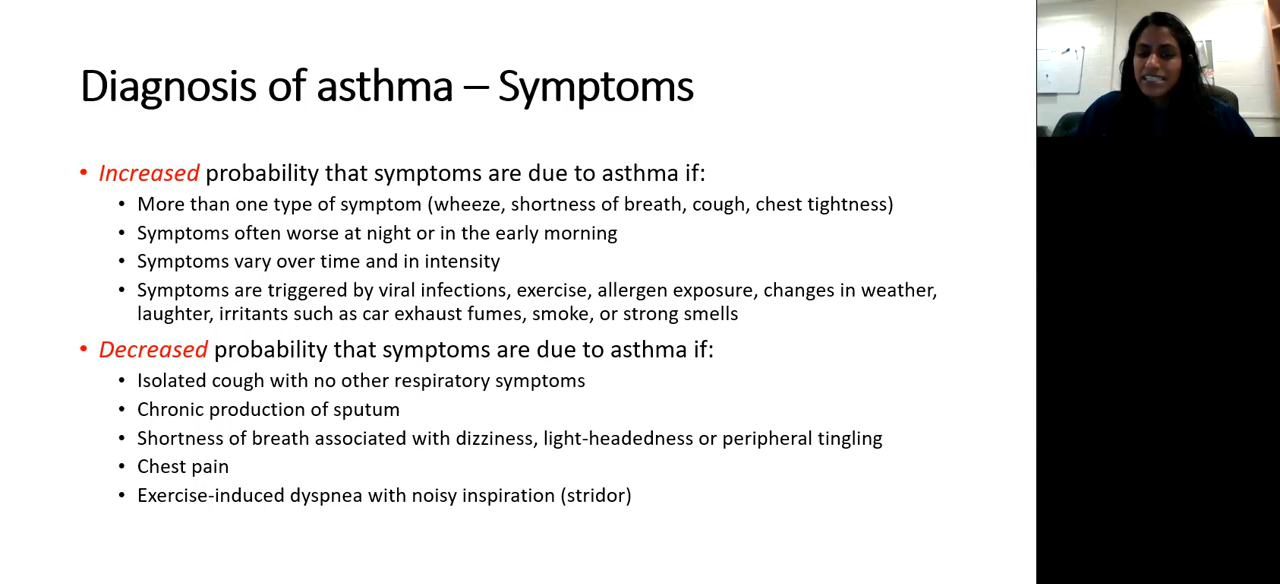 Diagnosis of asthma – Symptoms
• Increased probability that symptoms are due to asthma if:
• More than one type of symptom (wheeze, shortness of breath, cough, chest tightness)
• Symptoms often worse at night or in the early morning
• Symptoms vary over time and in intensity
• Symptoms are triggered by viral infections, exercise, allergen exposure, changes in weather,
laughter, irritants such as car exhaust fumes, smoke, or strong smells
• Decreased probability that symptoms are due to asthma if:
• Isolated cough with no other respiratory symptoms
• Chronic production of sputum
• Shortness of breath associated with dizziness, light-headedness or peripheral tingling
• Chest pain
• Exercise-induced dyspnea with noisy inspiration (stridor)